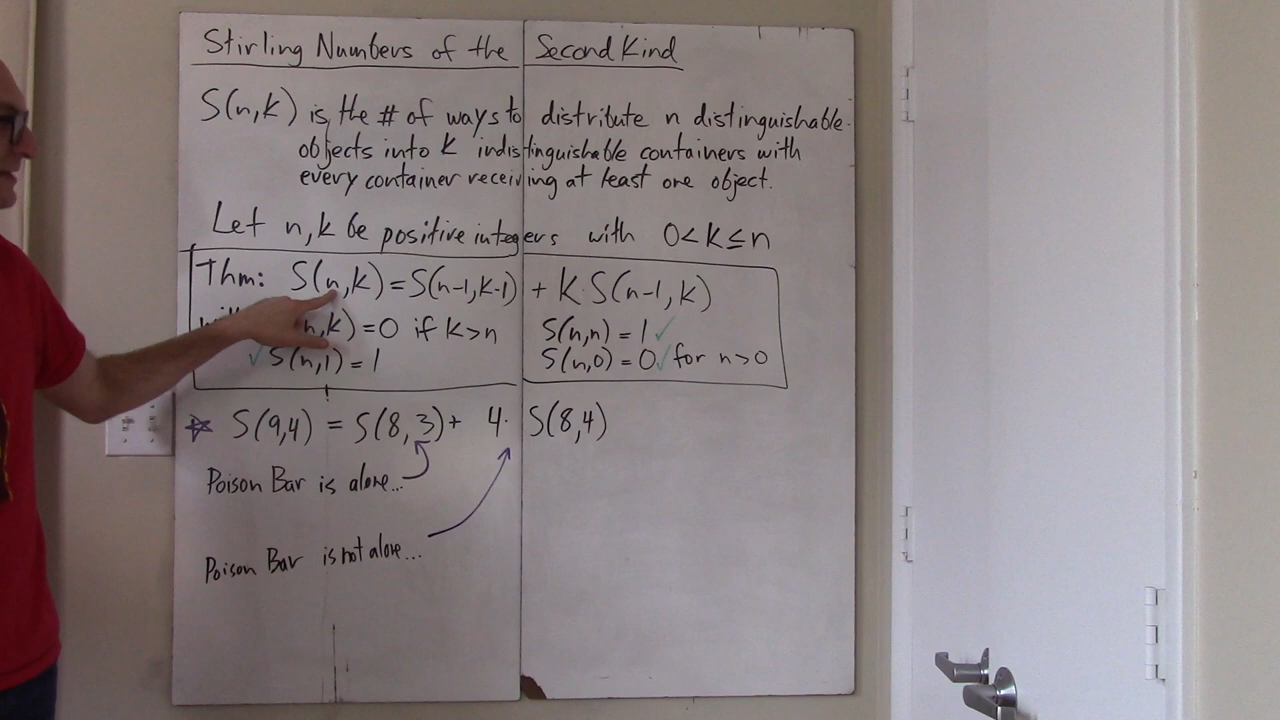 Stirling Numbers of the Second Kind
S(n,k) is the # of ways to distribute n distinguishable
objects into k indistinguishable containers with
every container receiving at least one object.
Let n, k be positive integers with 0<k≤n
Thm: S(n,k) = S(n-1,k-1) + k·S(n-1,k)
n,k) = 0 if k>n S(n,n) = 1 ✓
✓ S(n,1) = 1 S(n,0) = 0 ✓ for n>0
☆ S(9,4) = S(8,3) + 4· S(8,4)
Poison Bar is alone...
Poison Bar is not alone...